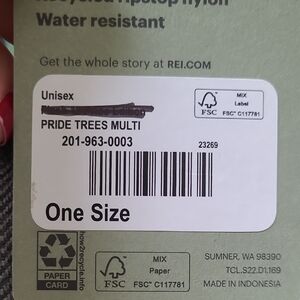 Recycled ripstop nylon
Water resistant
Get the whole story at REI.COM
Unisex
PRIDE TREES MULTI
201-963-0003
23269
FSC
MIX
Label
FSC® C117781
One Size
PAPER
CARD
how2recycle.info
FSC
MIX
Paper
FSC® C117781
SUMNER, WA 98390
TCL.S22.D1.169
MADE IN INDONESIA